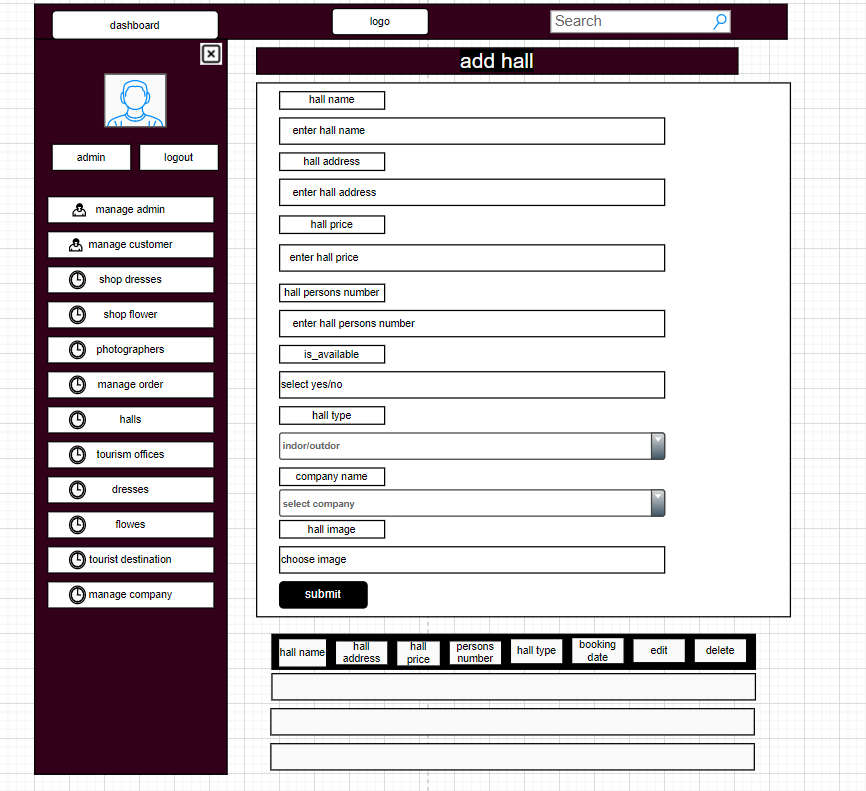 dashboard
logo
Search
add hall
admin
logout
manage admin
manage customer
shop dresses
shop flower
photographers
manage order
halls
tourism offices
dresses
flowes
tourist destination
manage company
hall name
enter hall name
hall address
enter hall address
hall price
enter hall price
hall persons number
enter hall persons number
is_available
select yes/no
hall type
indor/outdor
company name
select company
hall image
choose image
submit
hall name
hall
address
hall
price
persons
number
hall type
booking
date
edit
delete